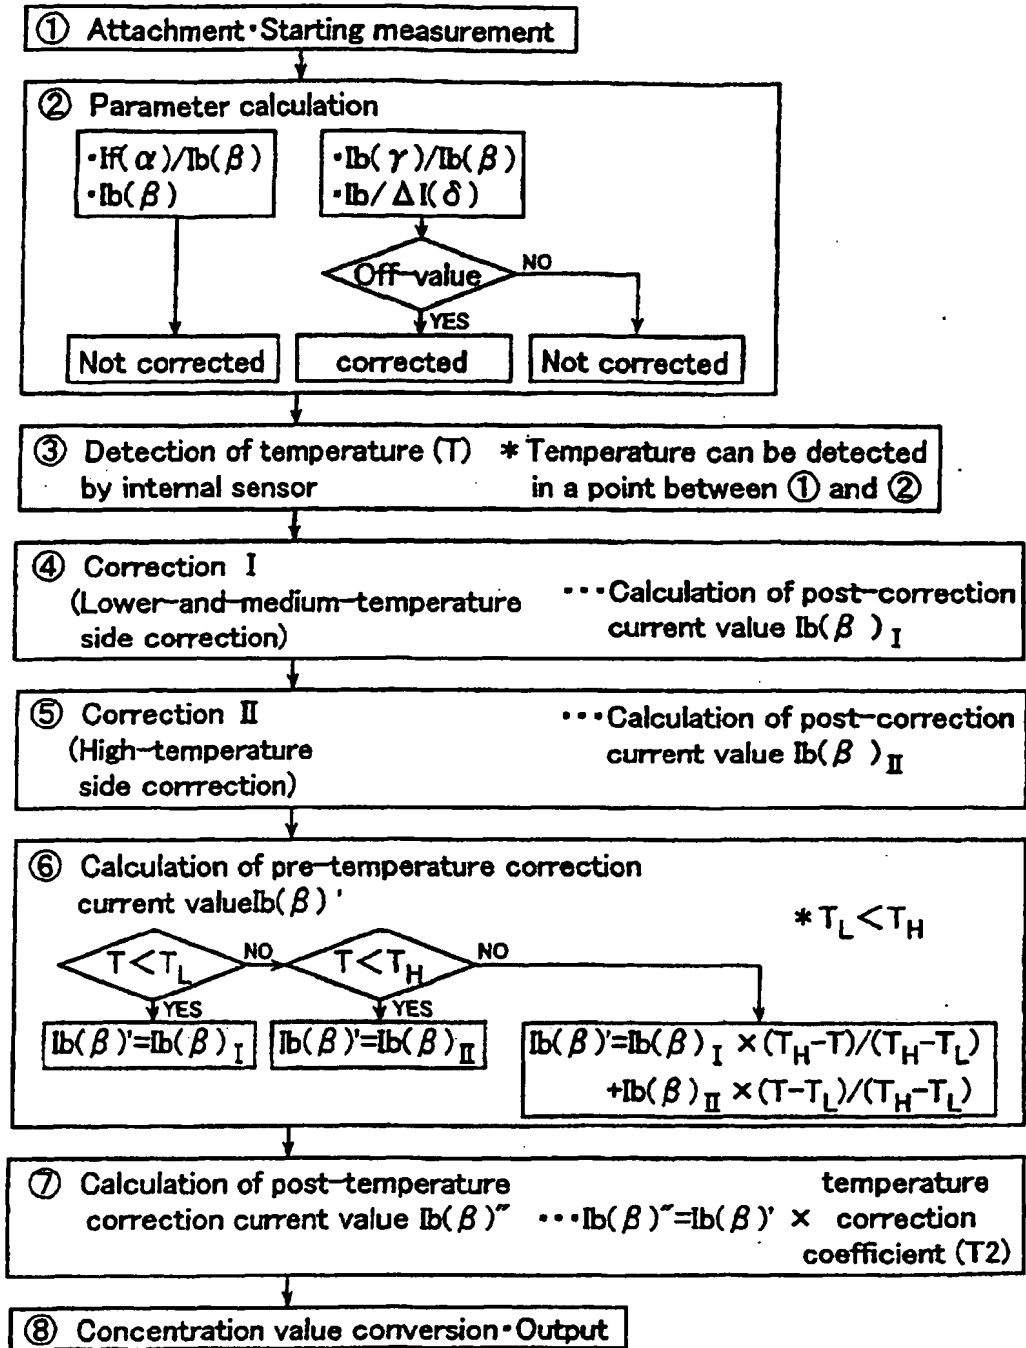 ① Attachment・Starting measurement
② Parameter calculation
・If(α)/Ib(β)
・Ib(β)
・Ib(γ)/Ib(β)
・Ib/ΔI(δ)
Off-value
NO
YES
Not corrected
corrected
Not corrected
③ Detection of temperature (T)
by internal sensor
* Temperature can be detected
in a point between ① and ②
④ Correction I
(Lower-and-medium-temperature
side correction)
･･･Calculation of post-correction
current value Ib(β )I
⑤ Correction II
(High-temperature
side corrrection)
･･･Calculation of post-correction
current value Ib(β )II
⑥ Calculation of pre-temperature correction
current valueIb(β)'
* TL<TH
T<TL
NO
T<TH
NO
YES
YES
Ib(β)'=Ib(β)I
Ib(β)'=Ib(β)II
Ib(β)'=Ib(β)I ×(TH-T)/(TH-TL)
+Ib(β)II ×(T-TL)/(TH-TL)
⑦ Calculation of post-temperature
correction current value Ib(β)″
･･･Ib(β)″=Ib(β)' ×
temperature
correction
coefficient (T2)
⑧ Concentration value conversion・Output